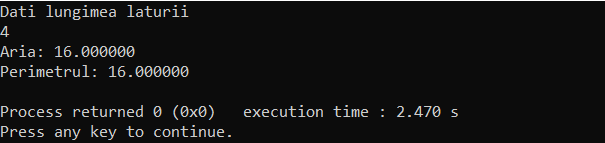 Dati lungimea laturii
4
Aria: 16.000000
Perimetrul: 16.000000
Process returned 0 (0x0)   execution time : 2.470 s
Press any key to continue.